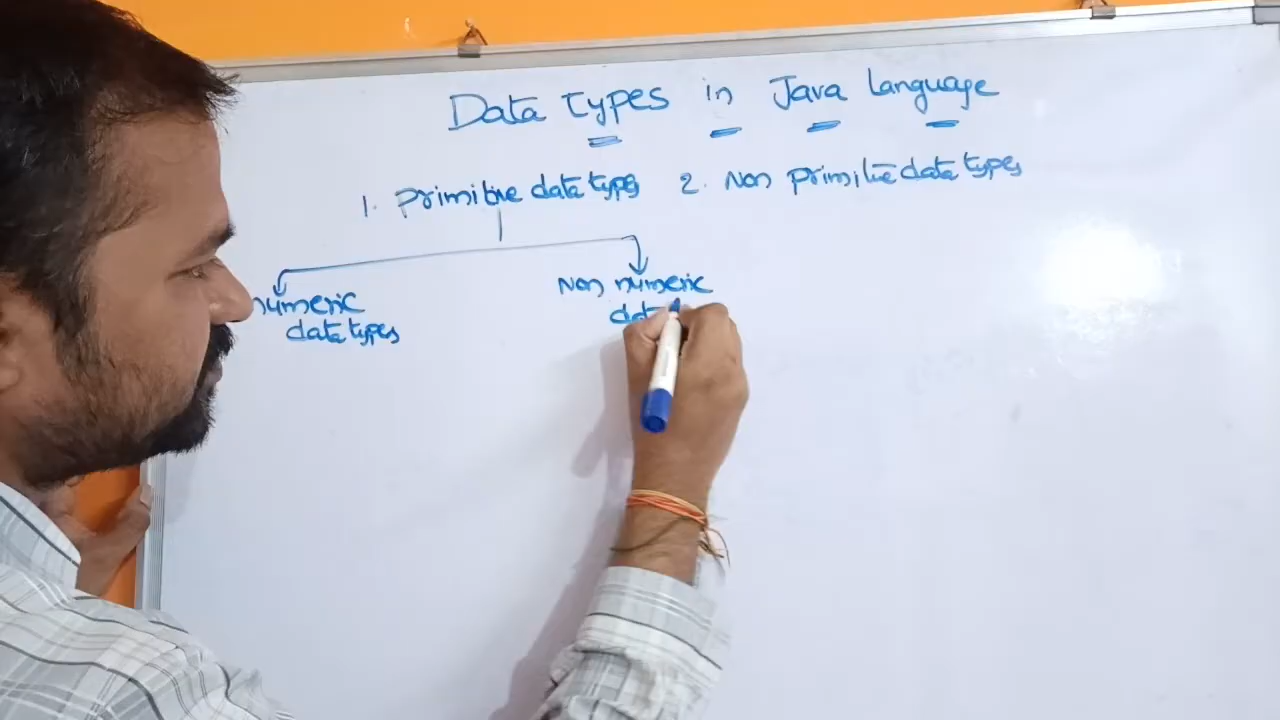 Data Types in Java language
1. Primitive data types 2. Non primitive data types
numeric
data types
Non numeric
dat